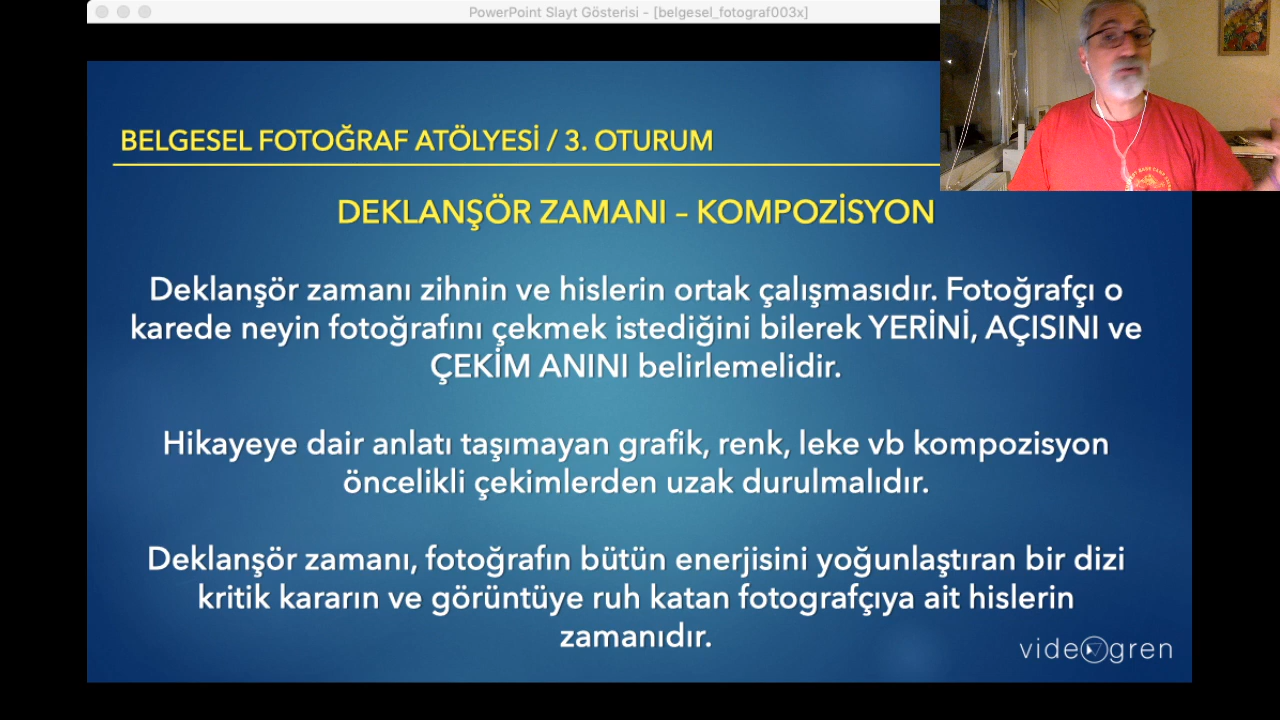 PowerPoint Slayt Gösterisi - [belgesel_fotograf003x]
BELGESEL FOTOĞRAF ATÖLYESİ / 3. OTURUM
DEKLANŞÖR ZAMANI – KOMPOZİSYON
Deklanşör zamanı zihnin ve hislerin ortak çalışmasıdır. Fotoğrafçı o
karede neyin fotoğrafını çekmek istediğini bilerek YERİNİ, AÇISINI ve
ÇEKİM ANINI belirlemelidir.
Hikayeye dair anlatı taşımayan grafik, renk, leke vb kompozisyon
öncelikli çekimlerden uzak durulmalıdır.
Deklanşör zamanı, fotoğrafın bütün enerjisini yoğunlaştıran bir dizi
kritik kararın ve görüntüye ruh katan fotografçıya ait hislerin
zamanıdır.
videogren